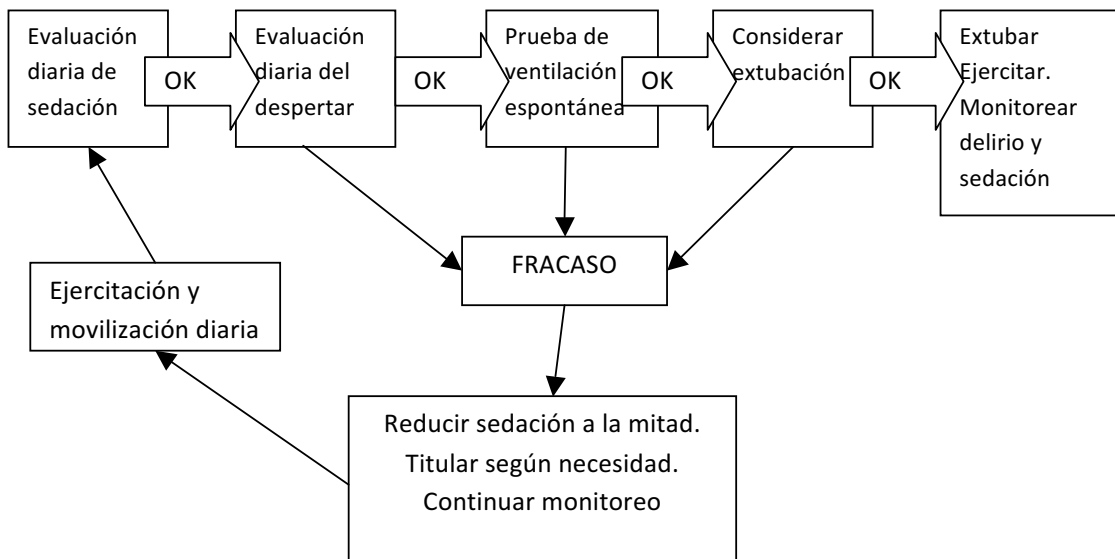 Evaluación
diaria de
sedación
OK
Evaluación
diaria del
despertar
OK
Prueba de
ventilación
espontánea
OK
Considerar
extubación
OK
Extubar
Ejercitar.
Monitorear
delirio y
sedación
FRACASO
Ejercitación y
movilización diaria
Reducir sedación a la mitad.
Titular según necesidad.
Continuar monitoreo